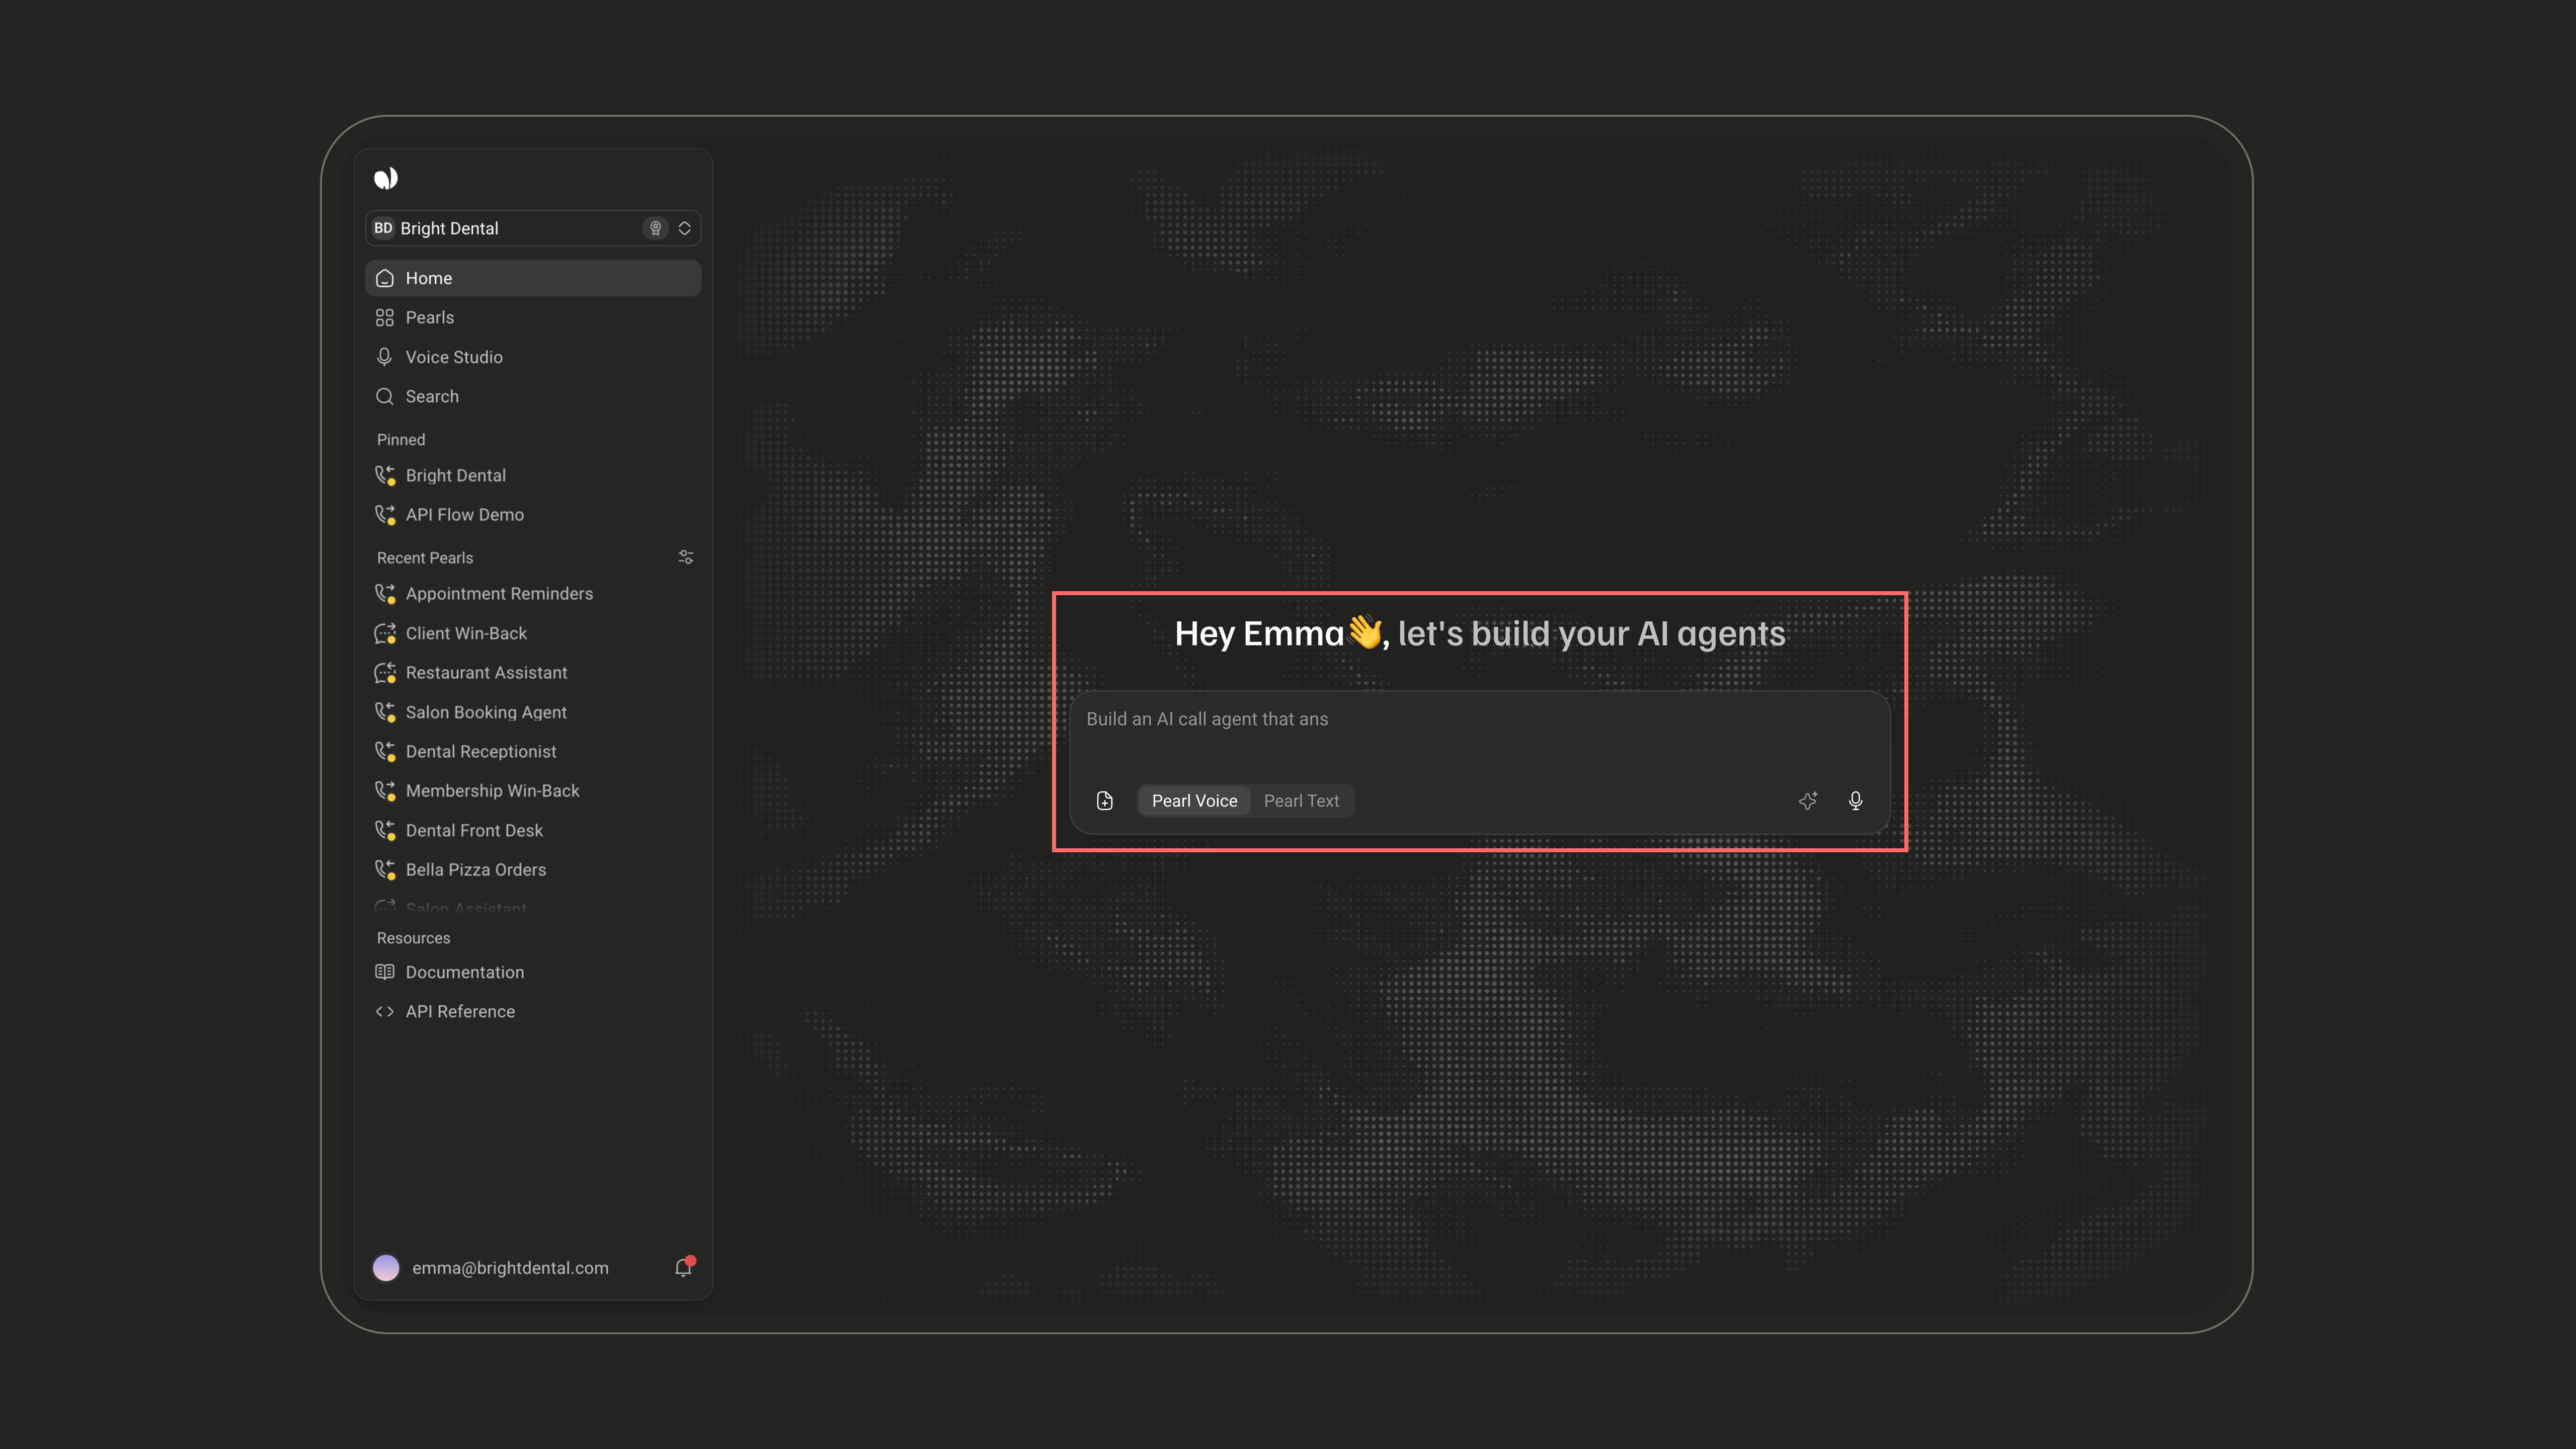 BD Bright Dental
Home
Pearls
Voice Studio
Search
Pinned
Bright Dental
API Flow Demo
Recent Pearls
Appointment Reminders
Client Win-Back
Restaurant Assistant
Salon Booking Agent
Dental Receptionist
Membership Win-Back
Dental Front Desk
Bella Pizza Orders
Salon Assistant
Resources
Documentation
API Reference
emma@brightdental.com
Hey Emma👋, let's build your AI agents
Build an AI call agent that ans
Pearl Voice Pearl Text